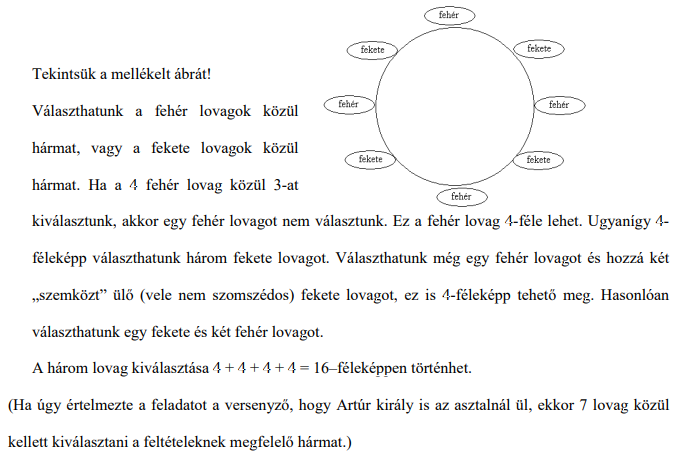 fehér
fekete
fekete
Tekintsük a mellékelt ábrát!
fehér
fehér
Választhatunk a fehér lovagok közül
hármat, vagy a fekete lovagok közül
fekete
fekete
hármat. Ha a 4 fehér lovag közül 3-at
fehér
kiválasztunk, akkor egy fehér lovagot nem választunk. Ez a fehér lovag 4-féle lehet. Ugyanígy 4-
féleképp választhatunk három fekete lovagot. Választhatunk még egy fehér lovagot és hozzá két
„szemközt” ülő (vele nem szomszédos) fekete lovagot, ez is 4-féleképp tehető meg. Hasonlóan
választhatunk egy fekete és két fehér lovagot.
A három lovag kiválasztása 4 + 4 + 4 + 4 = 16–féleképpen történhet.
(Ha úgy értelmezte a feladatot a versenyző, hogy Artúr király is az asztalnál ül, ekkor 7 lovag közül
kellett kiválasztani a feltételeknek megfelelő hármat.)